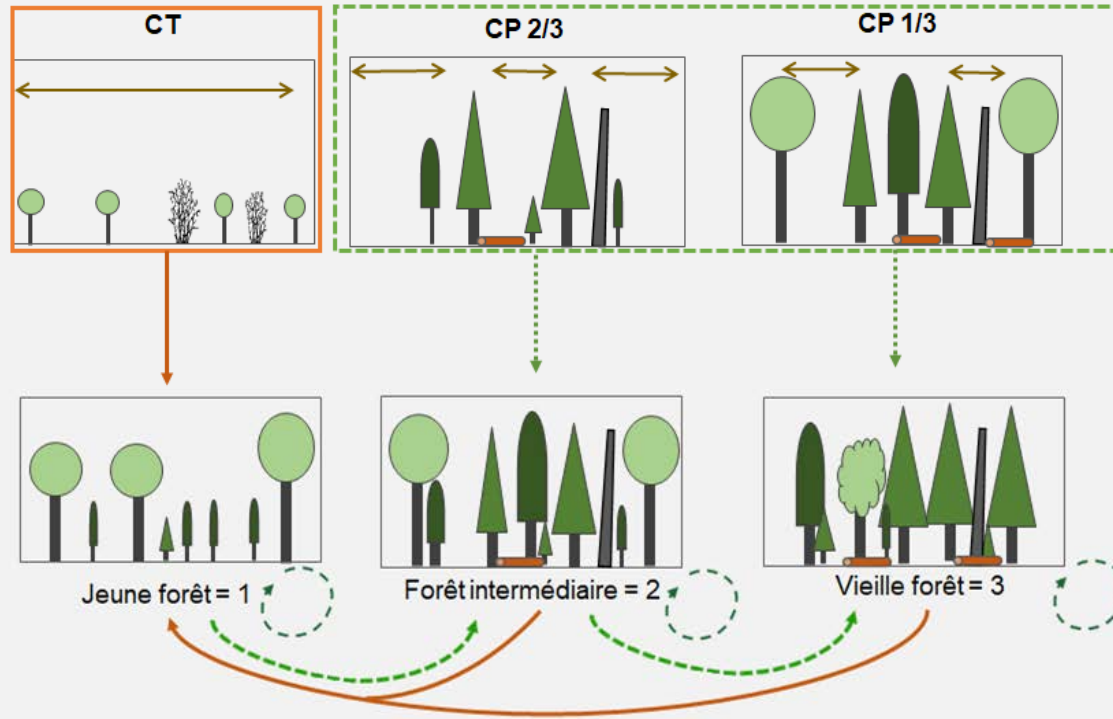 CT
CP 2/3
CP 1/3
Jeune forêt = 1
Forêt intermédiaire = 2
Vieille forêt = 3